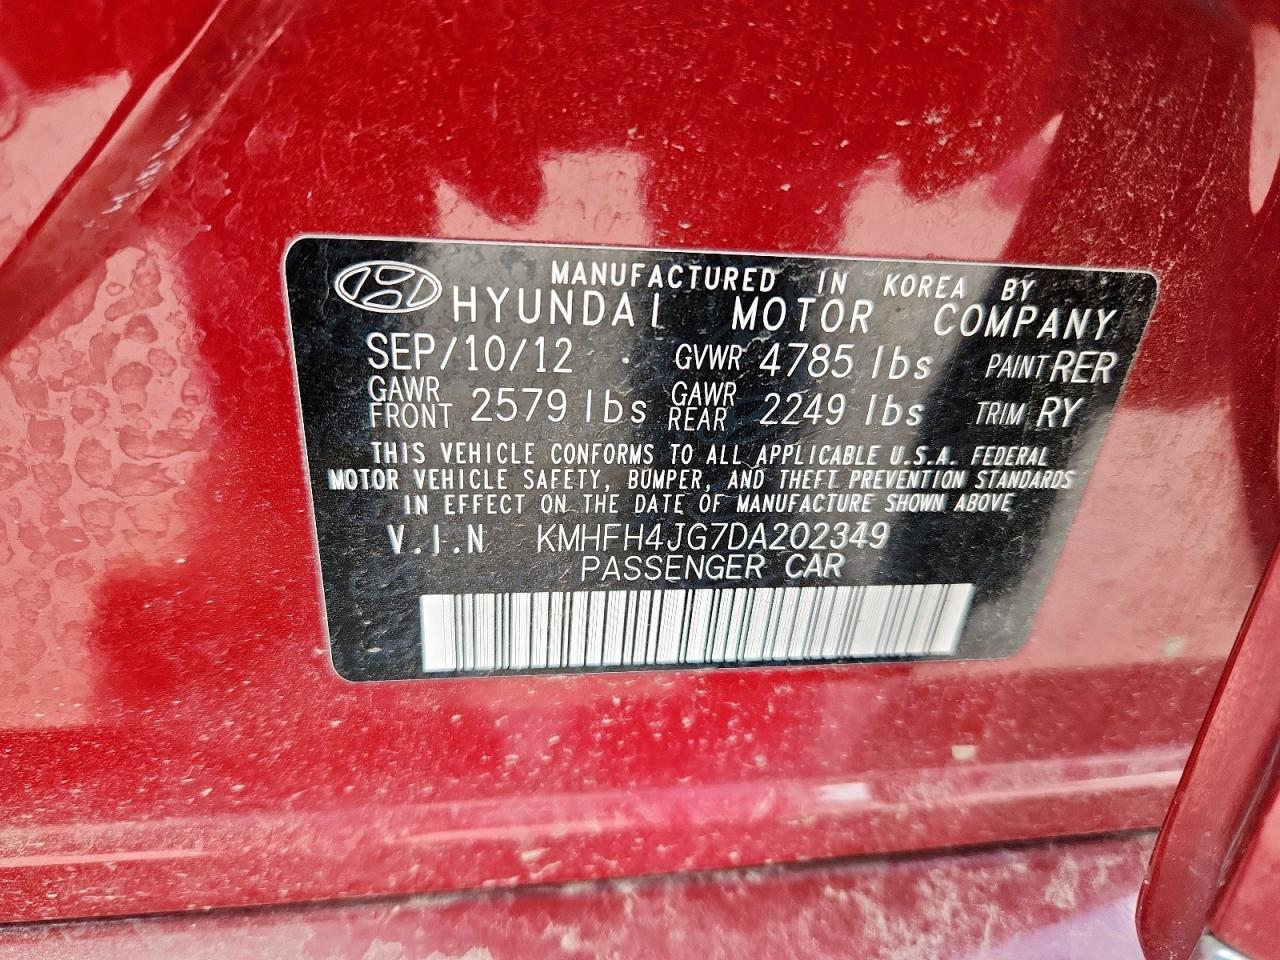 MANUFACTURED IN KOREA BY
HYUNDAI MOTOR COMPANY
SEP/10/12 GVWR 4785 lbs PAINT RER
GAWR FRONT 2579 lbs GAWR REAR 2249 lbs TRIM RY
THIS VEHICLE CONFORMS TO ALL APPLICABLE U.S.A. FEDERAL
MOTOR VEHICLE SAFETY, BUMPER, AND THEFT PREVENTION STANDARDS
IN EFFECT ON THE DATE OF MANUFACTURE SHOWN ABOVE
V.I.N KMHFH4JG7DA202349
PASSENGER CAR